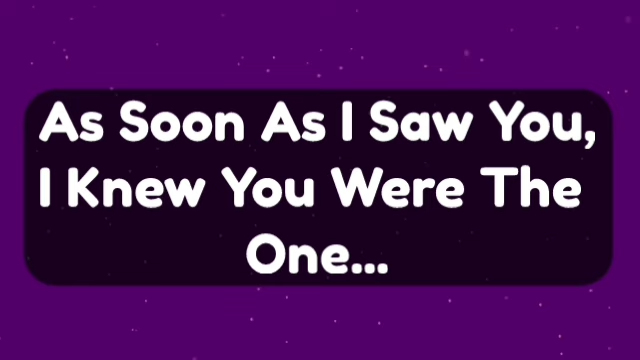 As Soon As I Saw You,
I Knew You Were The
One...